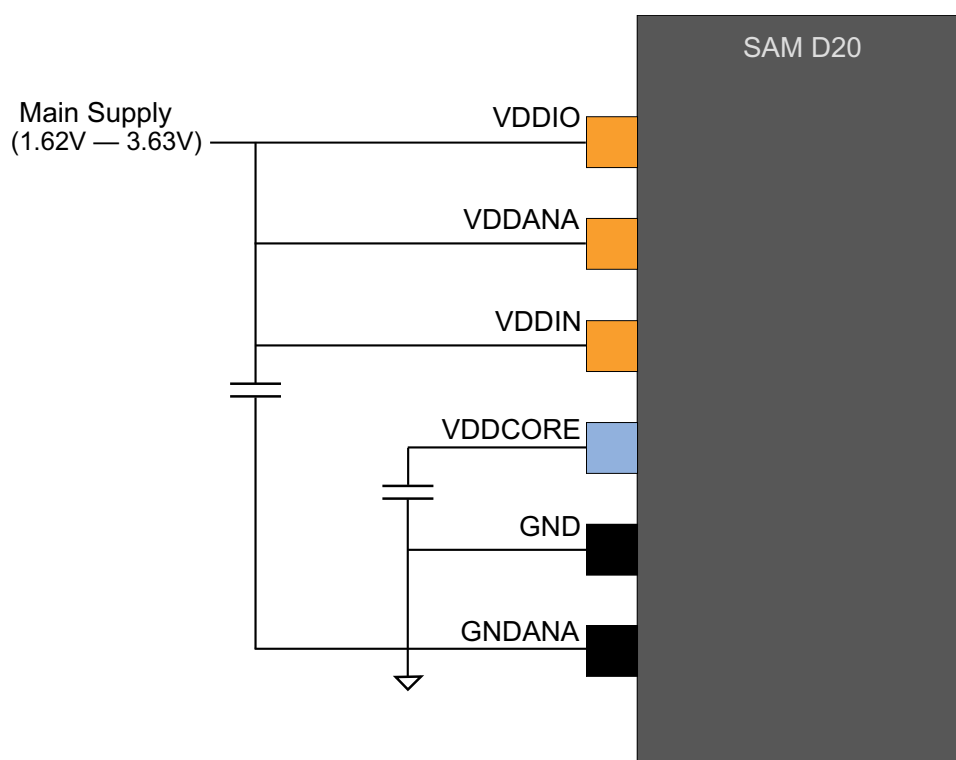 SAM D20
VDDIO
Main Supply
(1.62V — 3.63V)
VDDANA
VDDIN
VDDCORE
GND
GNDANA